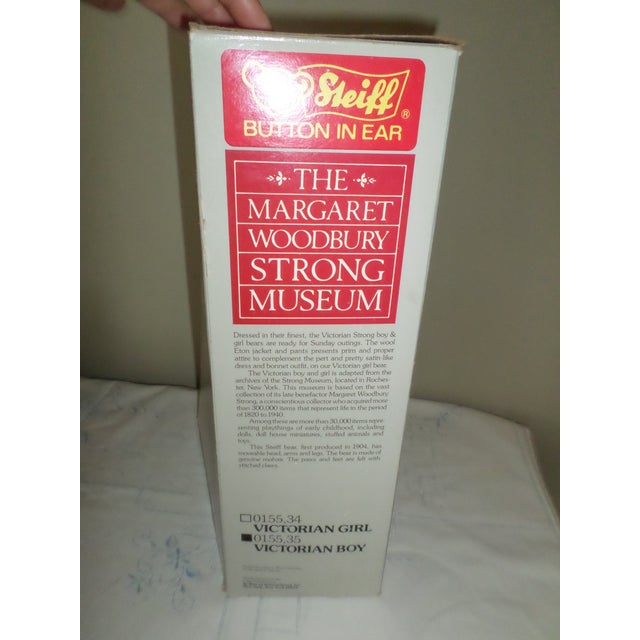 Steiff ®
BUTTON IN EAR
THE
MARGARET
WOODBURY
STRONG
MUSEUM
Dressed in their finest, the Victorian Strong boy &
girl bears are ready for Sunday outings. The wool
Eton jacket and pants presents prim and proper
attire to complement the pert and pretty satin-like
dress and bonnet outfit, on our Victorian girl bear.
The Victorian boy and girl is adapted from the
archives of the Strong Museum, located in Roches-
ter, New York. This museum is based on the vast
collection of its late benefactor Margaret Woodbury
Strong, a conscientious collector who acquired more
than 300,000 items that represent life to the period
of 1820 to 1940.
Among these are more than 30,000 items repre-
senting playthings of early childhood, including
dolls, doll house miniatures, stuffed animals and
toys.
This Steiff bear, first produced in 1904, has
moveable head, arms and legs. The bear is made of
genuine mohair. The paws and feet are felt with
stitched claws.
0155,34
VICTORIAN GIRL
0155,35
VICTORIAN BOY